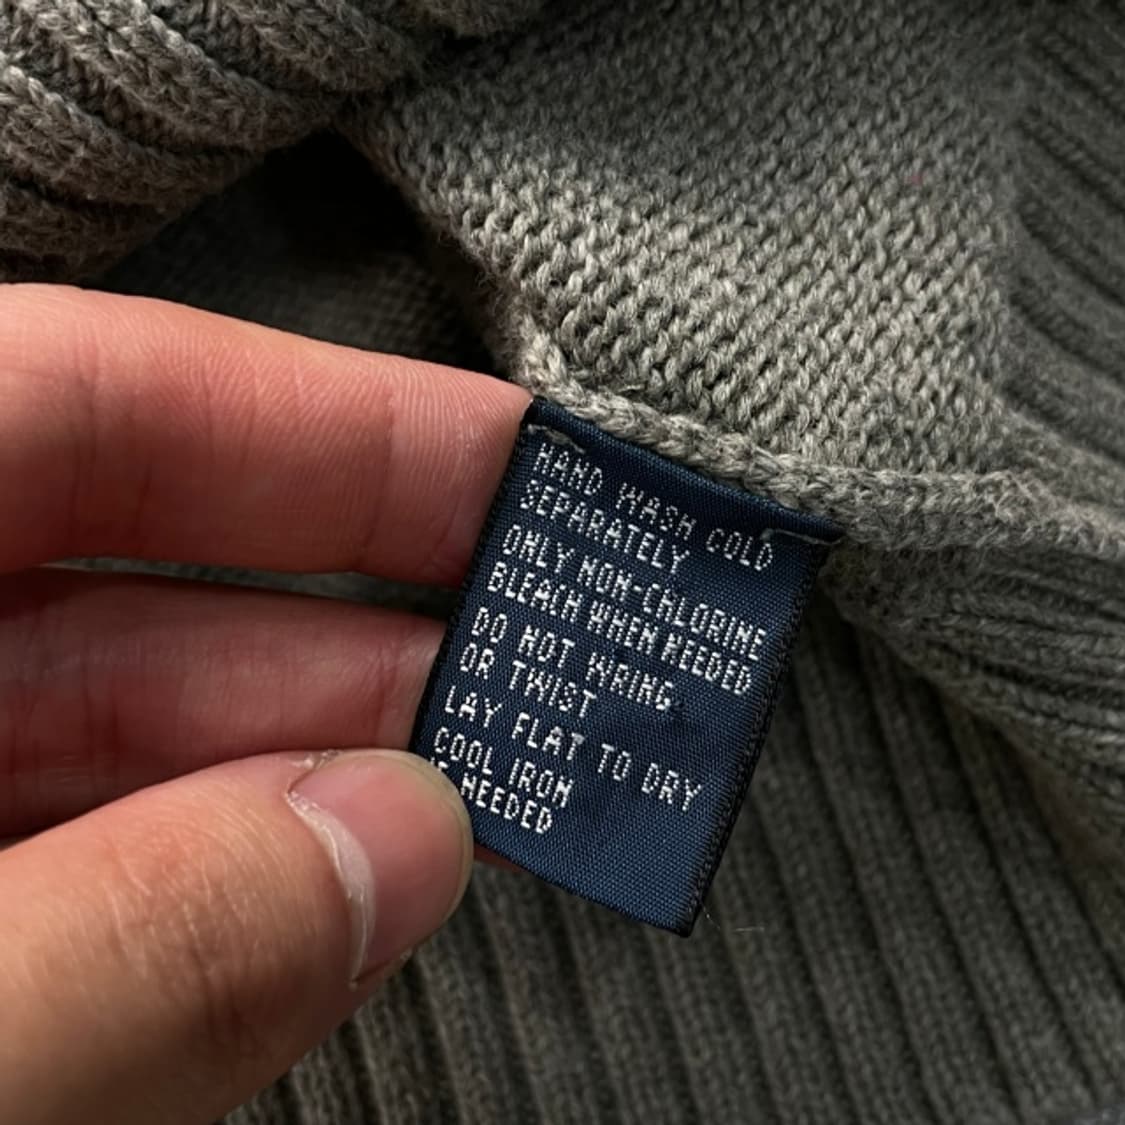 HAND WASH COLD
SEPARATELY
ONLY NON-CHLORINE
BLEACH WHEN NEEDED
DO NOT WRING
OR TWIST
LAY FLAT TO DRY
COOL IRON
IF NEEDED